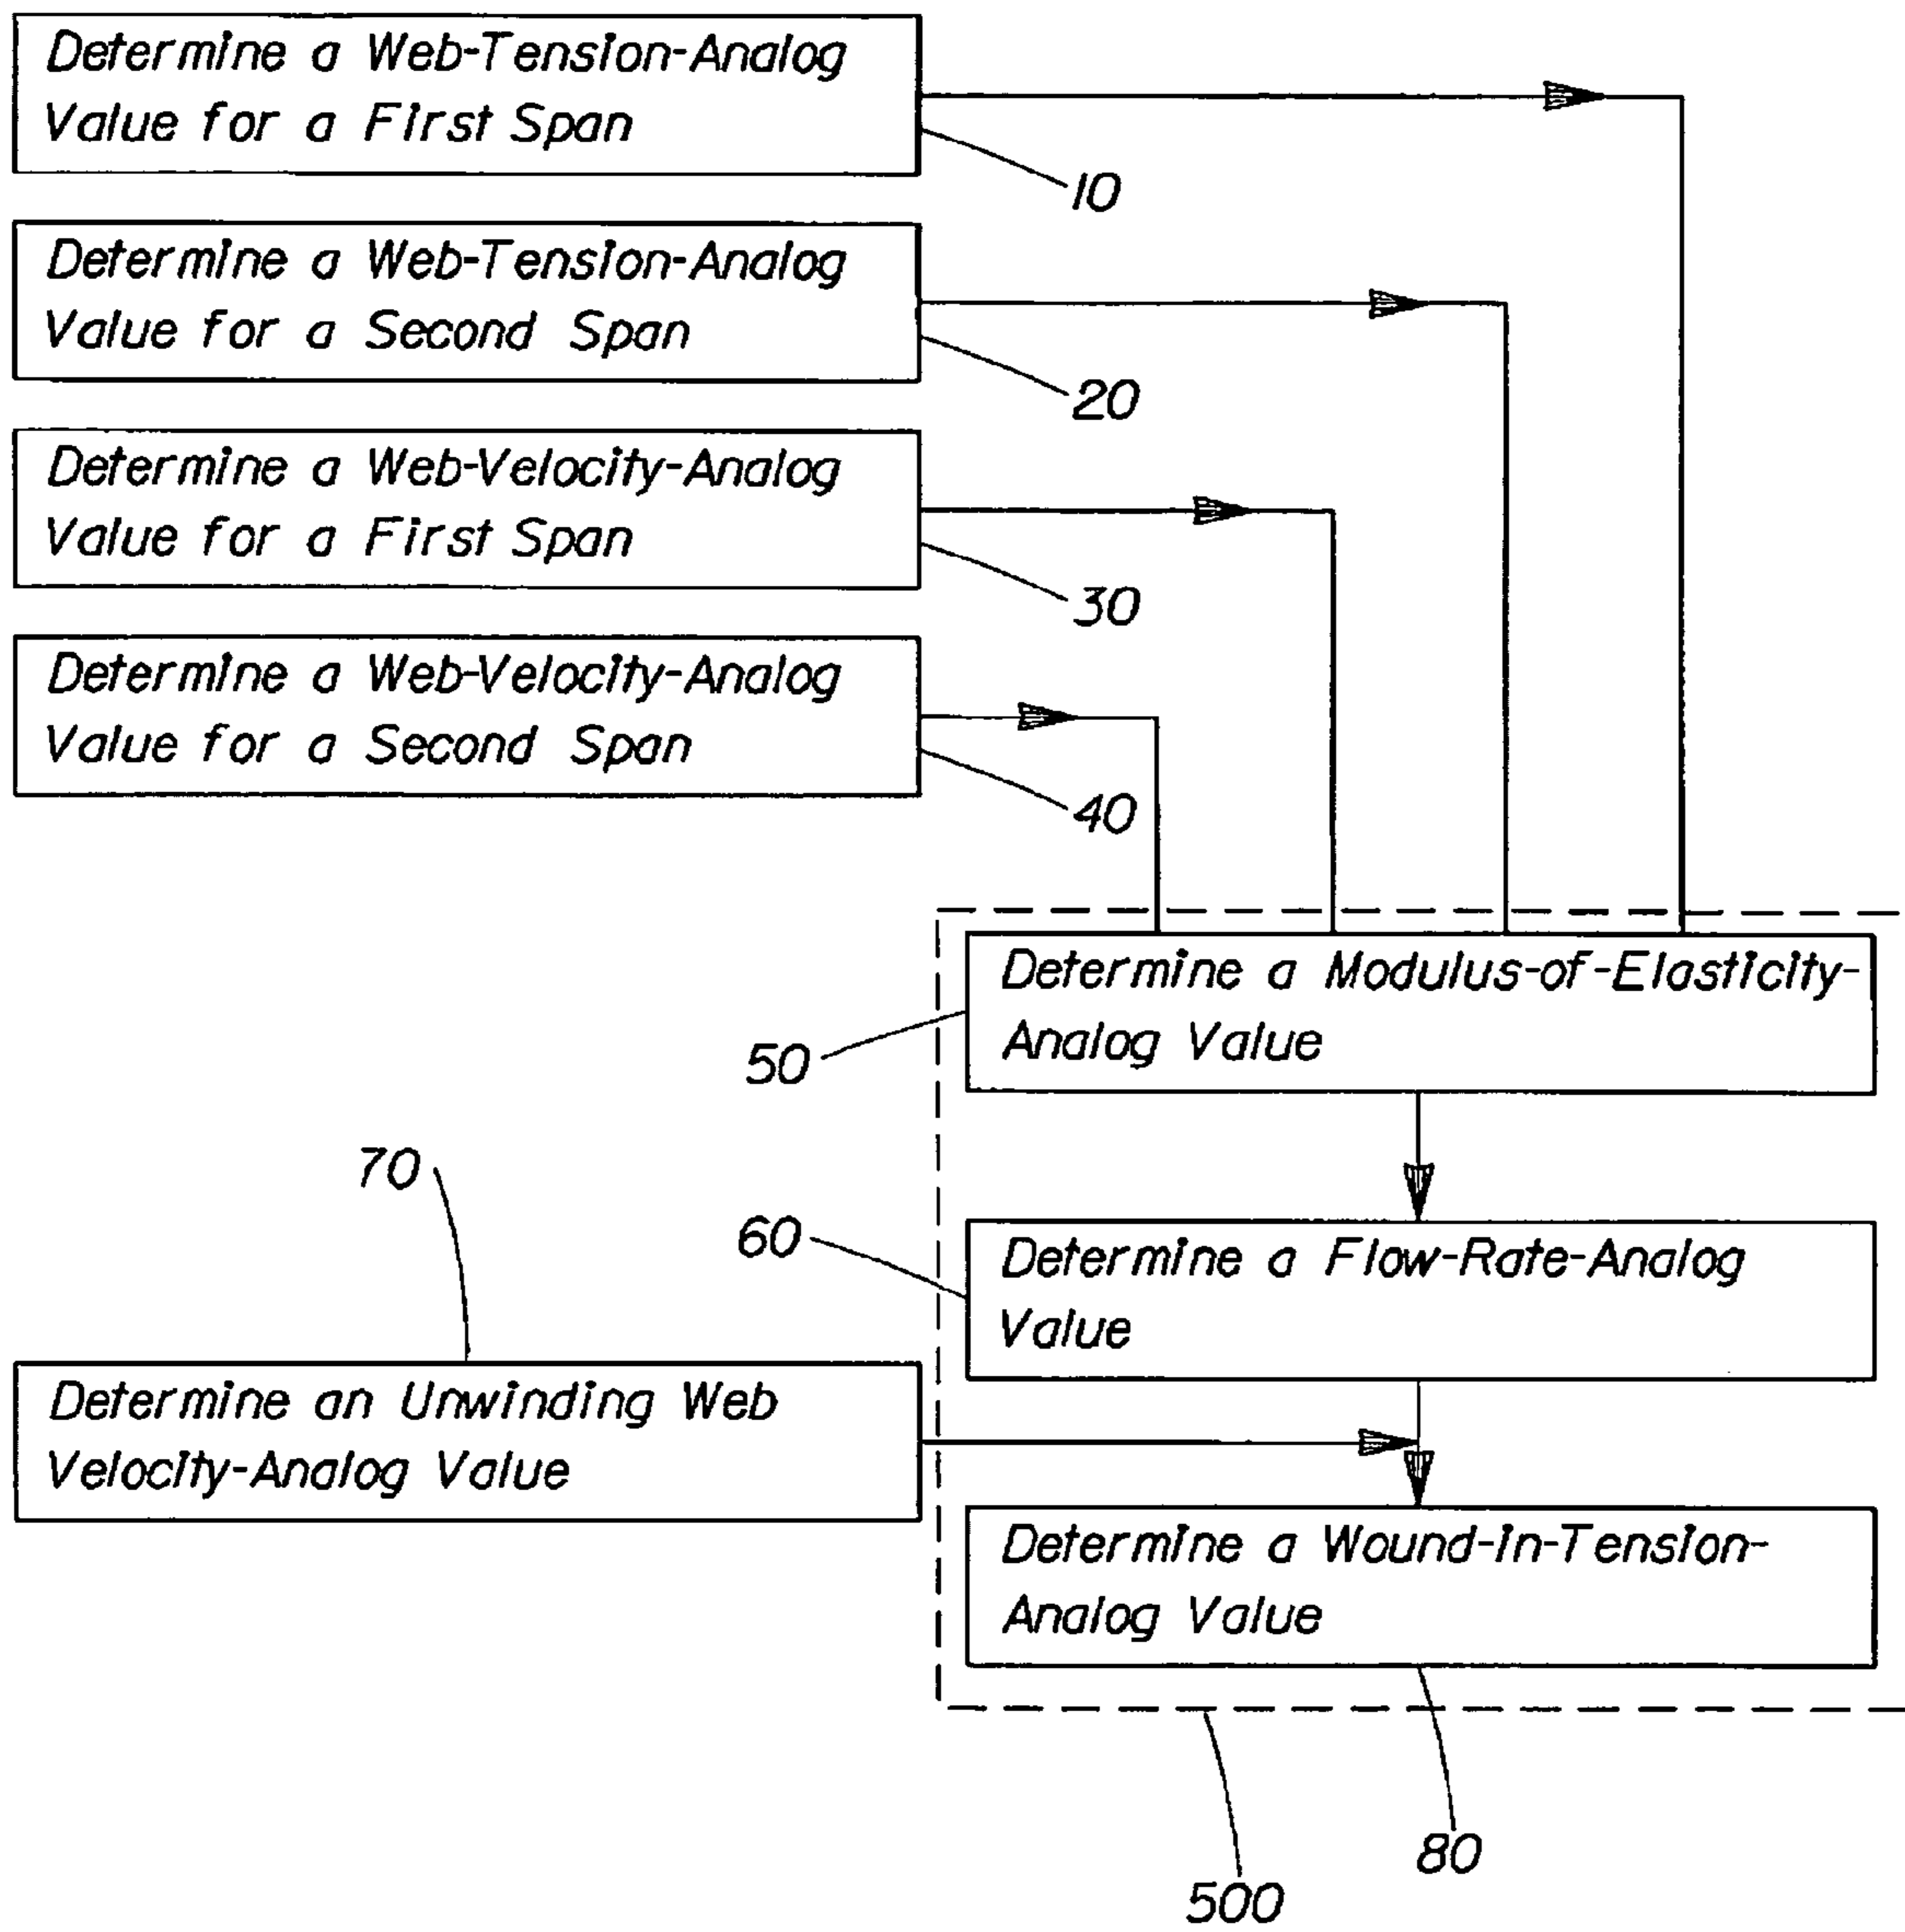 Determine a Web-Tension-Analog
Value for a First Span
10
Determine a Web-Tension-Analog
Value for a Second Span
20
Determine a Web-Velocity-Analog
Value for a First Span
30
Determine a Web-Velocity-Analog
Value for a Second Span
40
Determine a Modulus-of-Elasticity-
Analog Value
50
70
60
Determine a Flow-Rate-Analog
Value
Determine an Unwinding Web
Velocity-Analog Value
Determine a Wound-in-Tension-
Analog Value
80
500